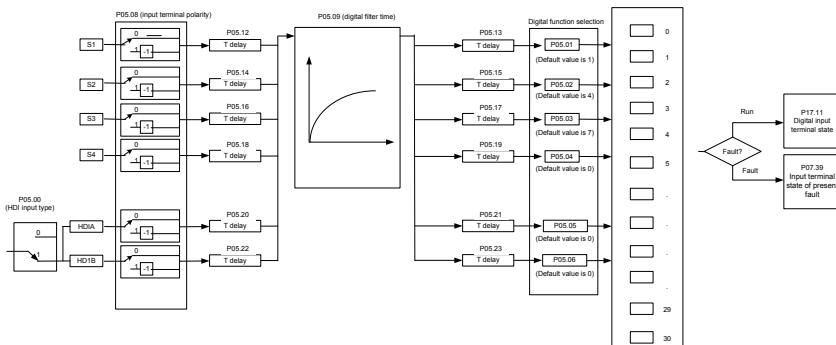 P05.08 (input terminal polarity)
P05.09 (digital filter time)
Digital function selection
S1
0
1
-1
P05.12
T delay
P05.13
T delay
P05.01
(Default value is 1)
S2
0
1
-1
P05.14
T delay
P05.15
T delay
P05.02
(Default value is 4)
S3
0
1
-1
P05.16
T delay
P05.17
T delay
P05.03
(Default value is 7)
S4
0
1
-1
P05.18
T delay
P05.19
T delay
P05.04
(Default value is 0)
P05.00
(HDI input type)
0
1
HDIA
0
1
-1
P05.20
T delay
P05.21
T delay
P05.05
(Default value is 0)
HD1B
0
1
-1
P05.22
T delay
P05.23
T delay
P05.06
(Default value is 0)
0
1
2
3
4
5
.
.
.
.
29
30
Fault?
Run
Fault
P17.11
Digital input
terminal state
P07.39
Input terminal
state of present
fault